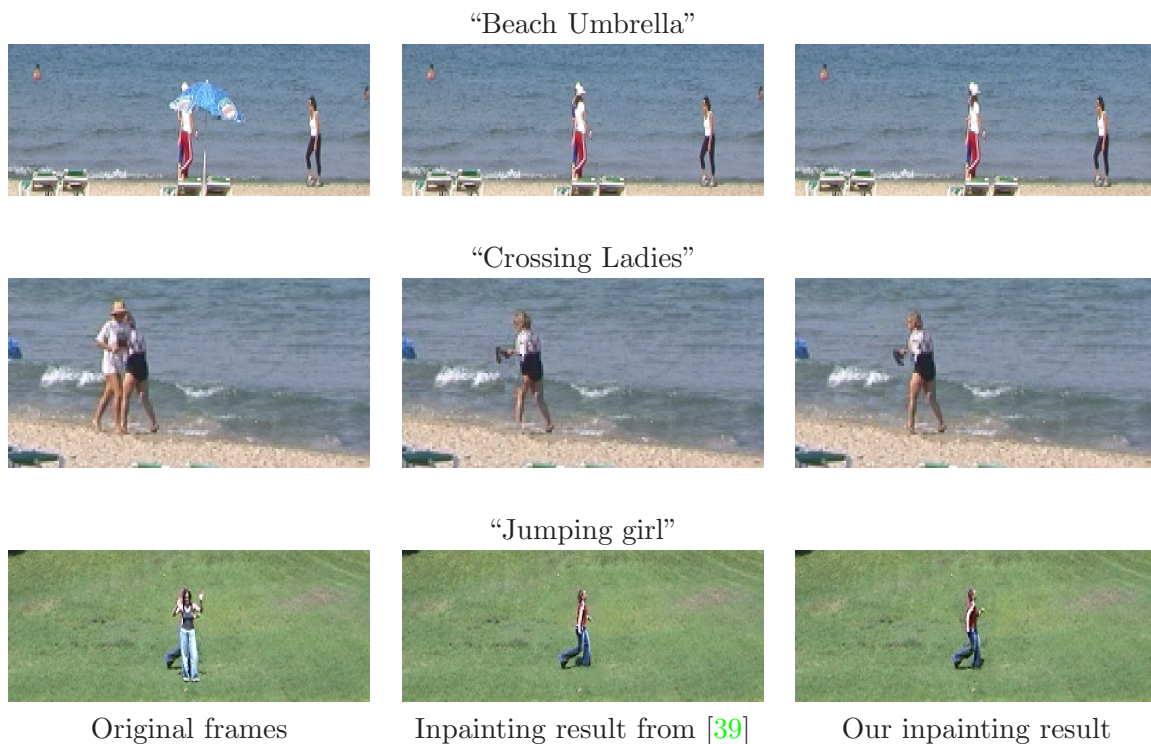 “Beach Umbrella”
“Crossing Ladies”
“Jumping girl”
Original frames
Inpainting result from [39]
Our inpainting result